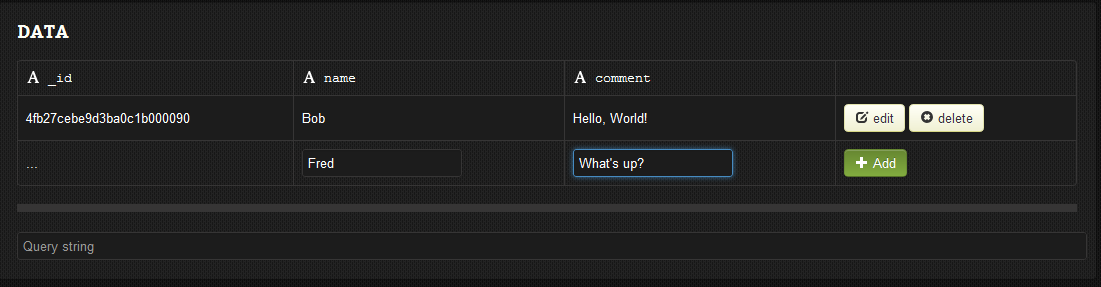 DATA
A _id A name A comment
4fb27cebe9d3ba0c1b000090 Bob Hello, World! edit delete
... Fred What's up? Add
Query string